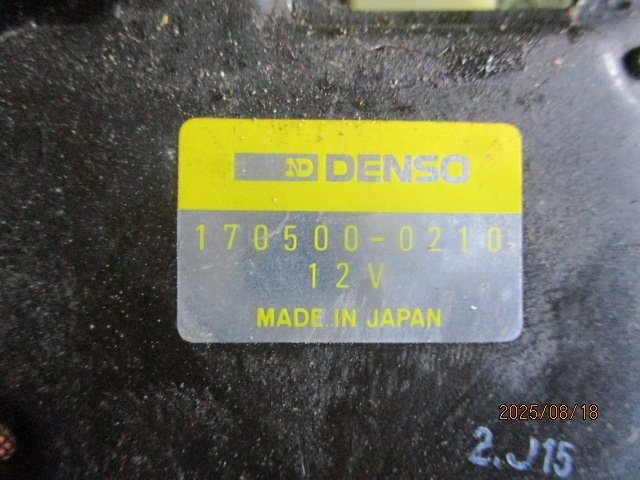 ND DENSO
170500-0210
12V
MADE IN JAPAN
2025/08/18
2.J15